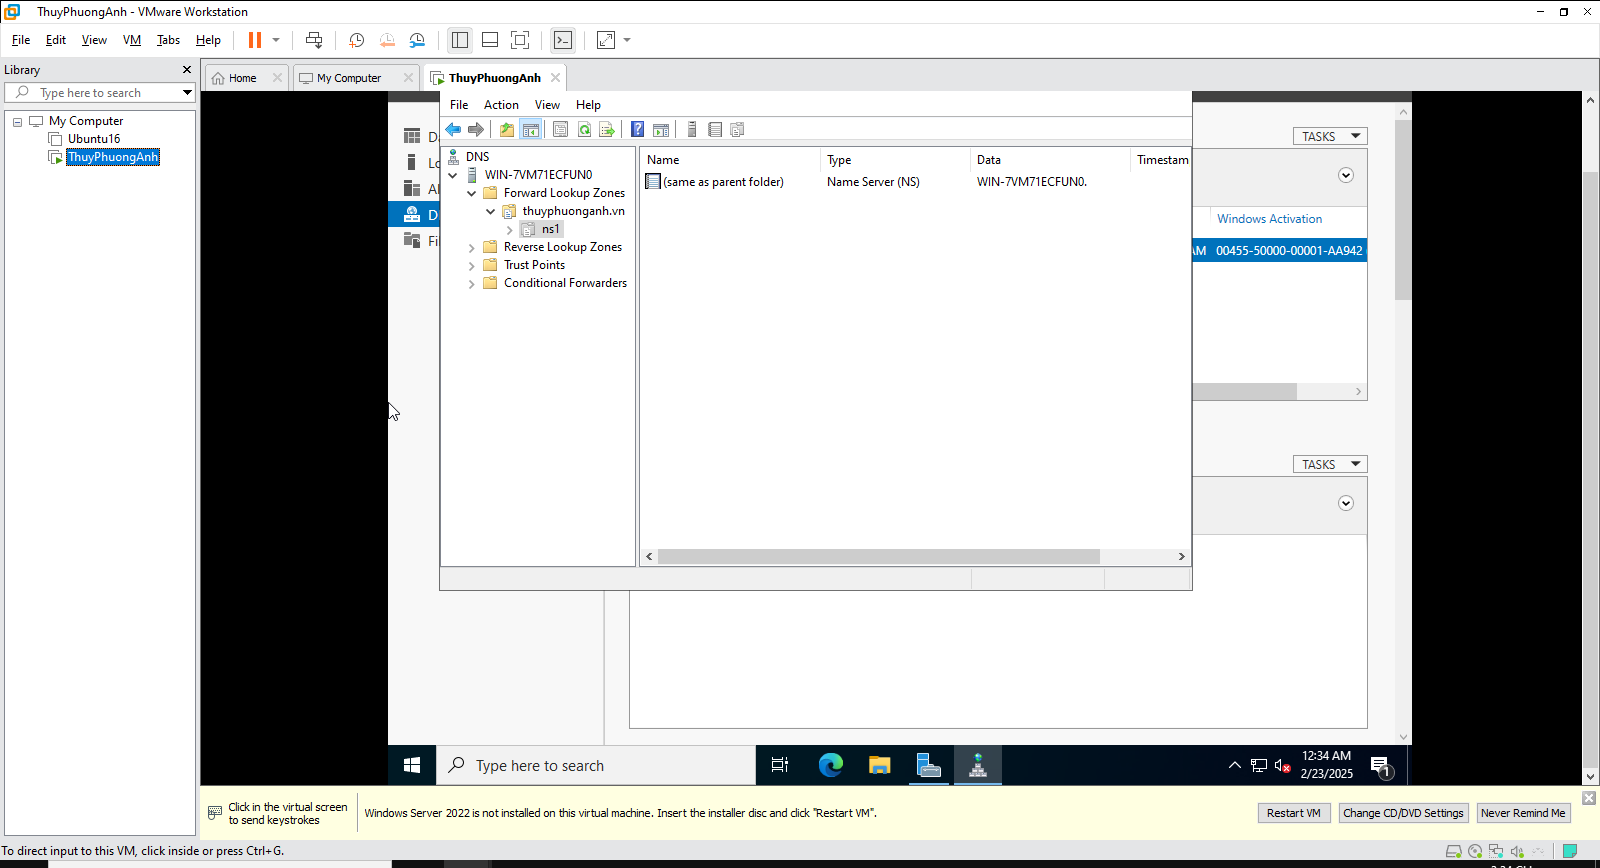 ThuyPhuongAnh - VMware Workstation
File Edit View VM Tabs Help
Library
Type here to search
My Computer
Ubuntu16
ThuyPhuongAnh
Home
My Computer
ThuyPhuongAnh
File Action View Help
DNS
WIN-7VM71ECFUN0
Forward Lookup Zones
thuyphuonganh.vn
ns1
Reverse Lookup Zones
Trust Points
Conditional Forwarders
Name Type Data Timestam
(same as parent folder) Name Server (NS) WIN-7VM71ECFUN0.
TASKS
Windows Activation
AM 00455-50000-00001-AA942
TASKS
Type here to search
12:34 AM
2/23/2025
1
Click in the virtual screen
to send keystrokes
Windows Server 2022 is not installed on this virtual machine. Insert the installer disc and click "Restart VM".
Restart VM
Change CD/DVD Settings
Never Remind Me
To direct input to this VM, click inside or press Ctrl+G.